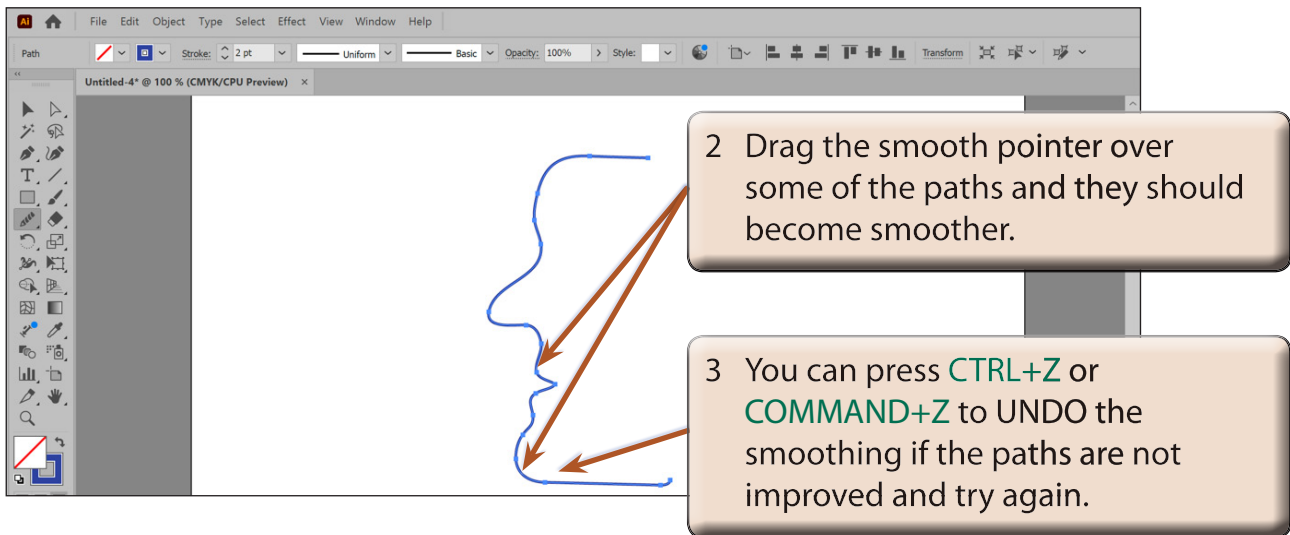 Ai File Edit Object Type Select Effect View Window Help
Path Stroke: 2 pt Uniform Basic Opacity: 100% Style: Transform
Untitled-4* @ 100 % (CMYK/CPU Preview) ×
2 Drag the smooth pointer over
some of the paths and they should
become smoother.
3 You can press CTRL+Z or
COMMAND+Z to UNDO the
smoothing if the paths are not
improved and try again.